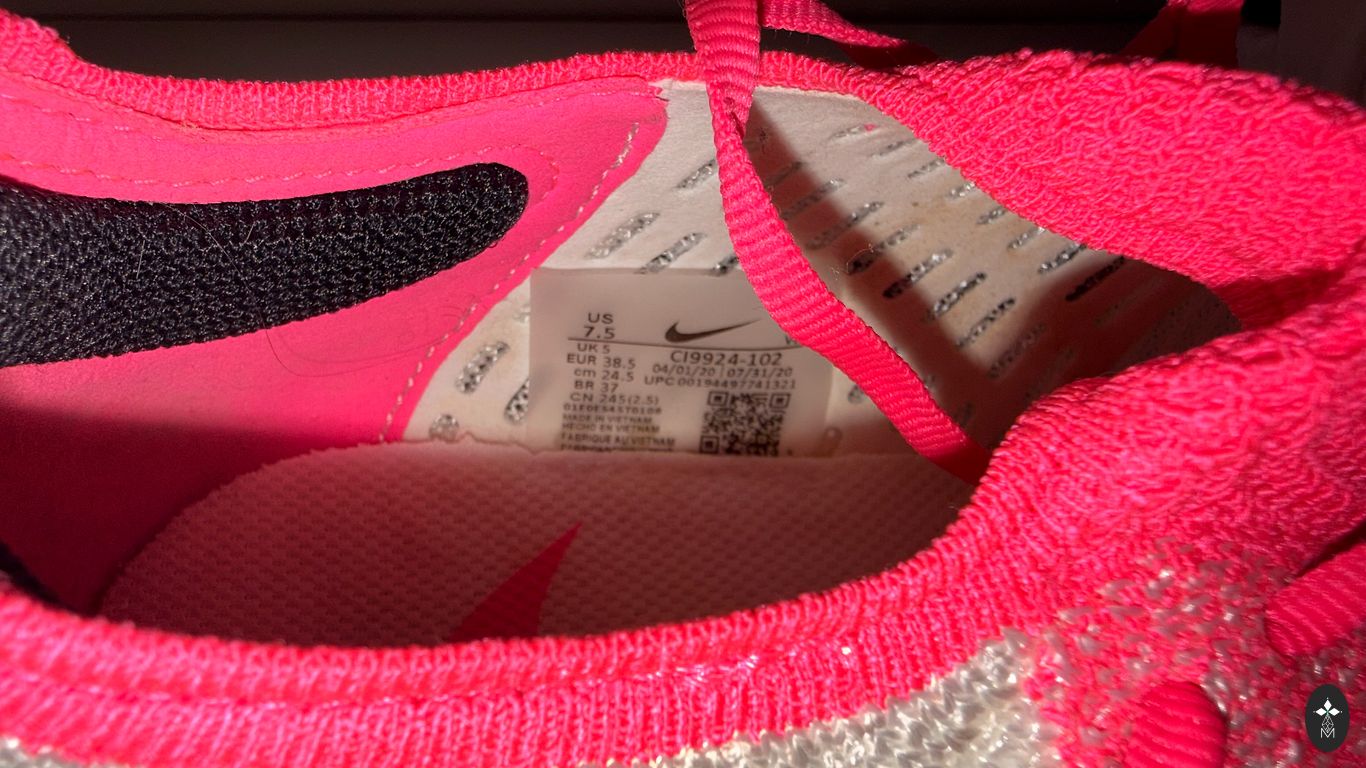 US
7.5
UK 5
EUR 38.5
cm 24.5
BR 37
CN 245(2.5)
MADE IN VIETNAM
HECHO EN VIETNAM
FABRIQUE AU VIETNAM
W
CI9924-102
04/01/20 07/31/20
UPC 00194497741321
M